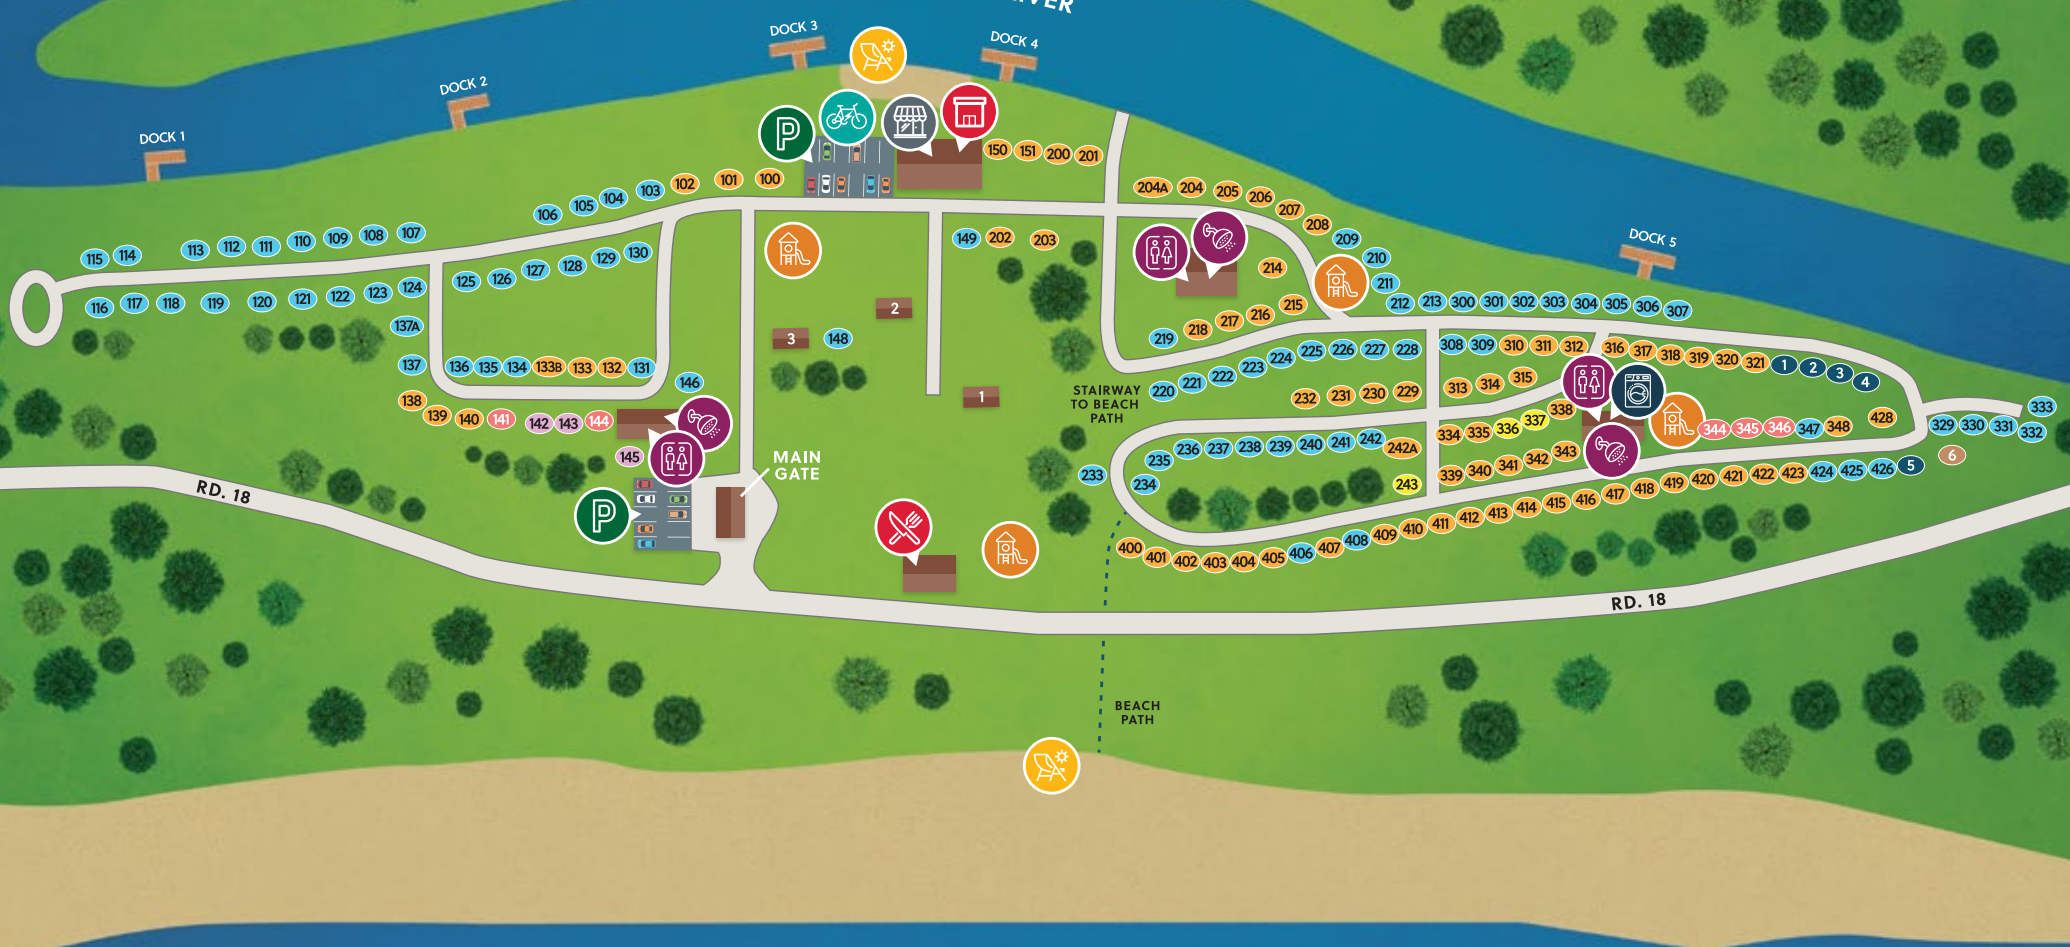 VER
DOCK 3
DOCK 4
DOCK 2
DOCK 1
DOCK 5
P
150 151 200 201
106 105 104 103 102 101 100
204A 204 205 206 207 208 209 210 211
115 114 113 112 111 110 109 108 107
149 202 203
125 126 127 128 129 130
214
116 117 118 119 120 121 122 123 124
212 213 300 301 302 303 304 305 306 307
219 218 217 216 215
137A
2
3 148
137
136 135 134 133B 133 132 131
146
220 221 222 223 224 225 226 227 228
308 309 310 311 312
316 317 318 319 320 321 1 2 3 4
1
STAIRWAY
TO BEACH
PATH
232 231 230 229
313 314 315
138 139 140 141 142 143 144
145
334 335 336 337 338
344 345 346 347 348 428
329 330 331 332 333
233
234 235 236 237 238 239 240 241 242 242A
243
339 340 341 342 343
6
MAIN
GATE
RD. 18
P
400 401 402 403 404 405 406 407 408 409 410 411 412 413 414 415 416 417 418 419 420 421 422 423 424 425 426 5
RD. 18
BEACH
PATH